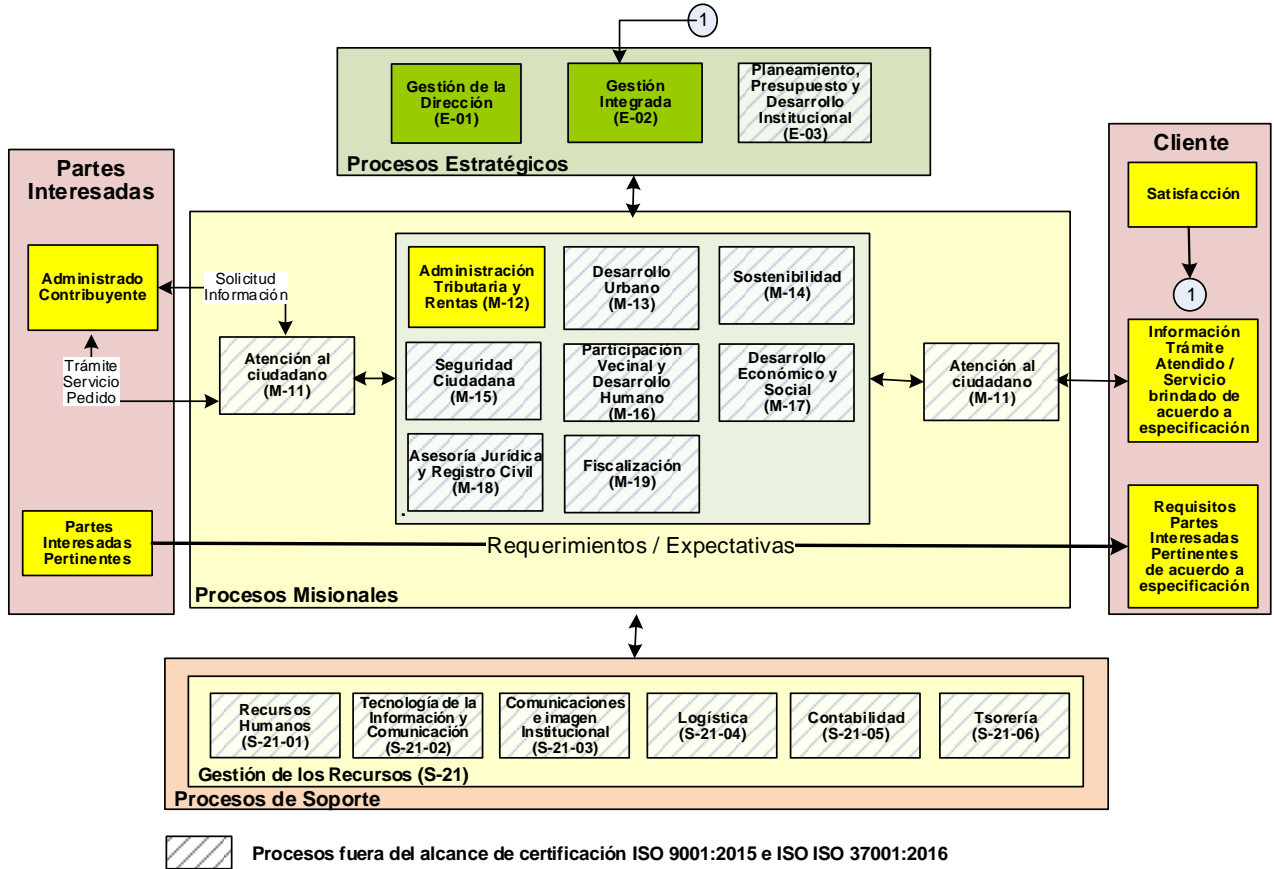 1
Gestión de la
Dirección
(E-01)
Gestión
Integrada
(E-02)
Planeamiento,
Presupuesto y
Desarrollo
Institucional
(E-03)
Procesos Estratégicos
Partes
Interesadas
Administrado
Contribuyente
Solicitud
Información
Trámite
Servicio
Pedido
Partes
Interesadas
Pertinentes
Atención al
ciudadano
(M-11)
Administración
Tributaria y
Rentas (M-12)
Desarrollo
Urbano
(M-13)
Sostenibilidad
(M-14)
Seguridad
Ciudadana
(M-15)
Participación
Vecinal y
Desarrollo
Humano
(M-16)
Desarrollo
Económico y
Social
(M-17)
Asesoría Jurídica
y Registro Civil
(M-18)
.
Fiscalización
(M-19)
Atención al
ciudadano
(M-11)
Requerimientos / Expectativas
Procesos Misionales
Cliente
Satisfacción
1
Información
Trámite
Atendido /
Servicio
brindado de
acuerdo a
especificación
Requisitos
Partes
Interesadas
Pertinentes
de acuerdo a
especificación
Recursos
Humanos
(S-21-01)
Tecnología de la
Información y
Comunicación
(S-21-02)
Comunicaciones
e imagen
Institucional
(S-21-03)
Logística
(S-21-04)
Contabilidad
(S-21-05)
Tsorería
(S-21-06)
Gestión de los Recursos (S-21)
Procesos de Soporte
Procesos fuera del alcance de certificación ISO 9001:2015 e ISO ISO 37001:2016